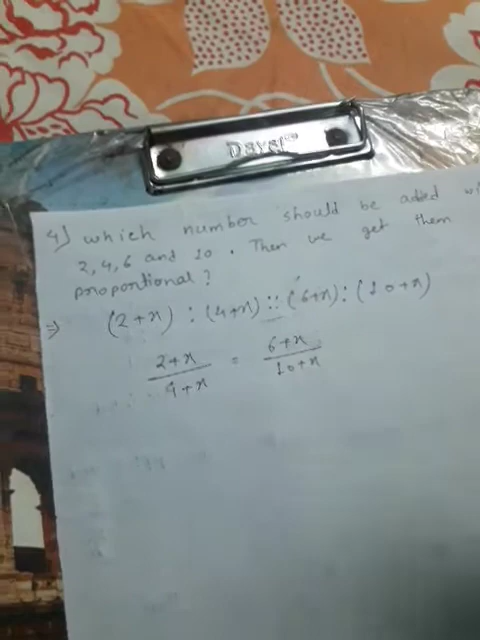 Dayal
4) which number should be added
2, 4, 6 and 10 . Then we get them
proportional?
⇒ (2+x) : (4+x) :: (6+x) : (10+x)
2+x/4+x = 6+x/10+x